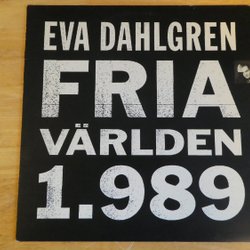 EVA DAHLGREN
FRIA
VÄRLDEN
1.989